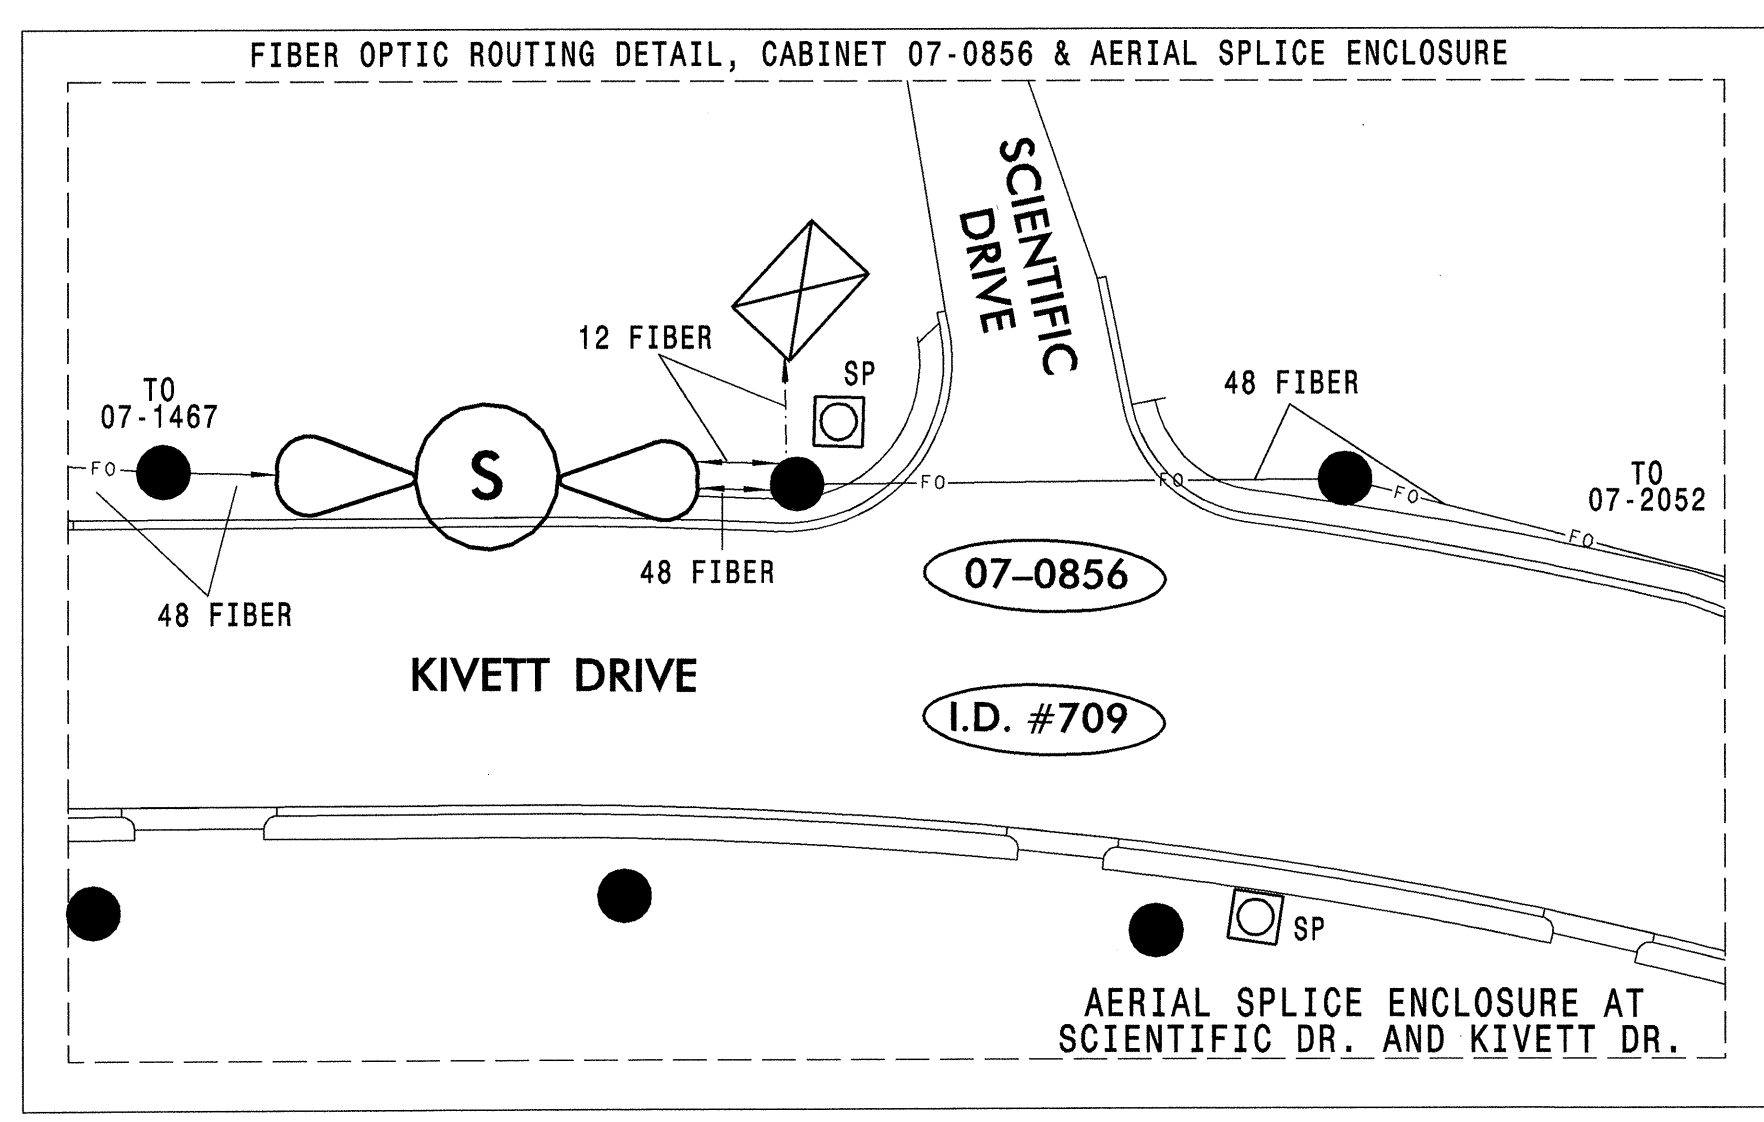 FIBER OPTIC ROUTING DETAIL, CABINET 07-0856 & AERIAL SPLICE ENCLOSURE
SCIENTIFIC
DRIVE
12 FIBER
SP
TO
07-1467
48 FIBER
FO
S
FO
FO
FO
FO
TO
07-2052
48 FIBER
48 FIBER
07-0856
KIVETT DRIVE
I.D. #709
SP
AERIAL SPLICE ENCLOSURE AT
SCIENTIFIC DR. AND KIVETT DR.